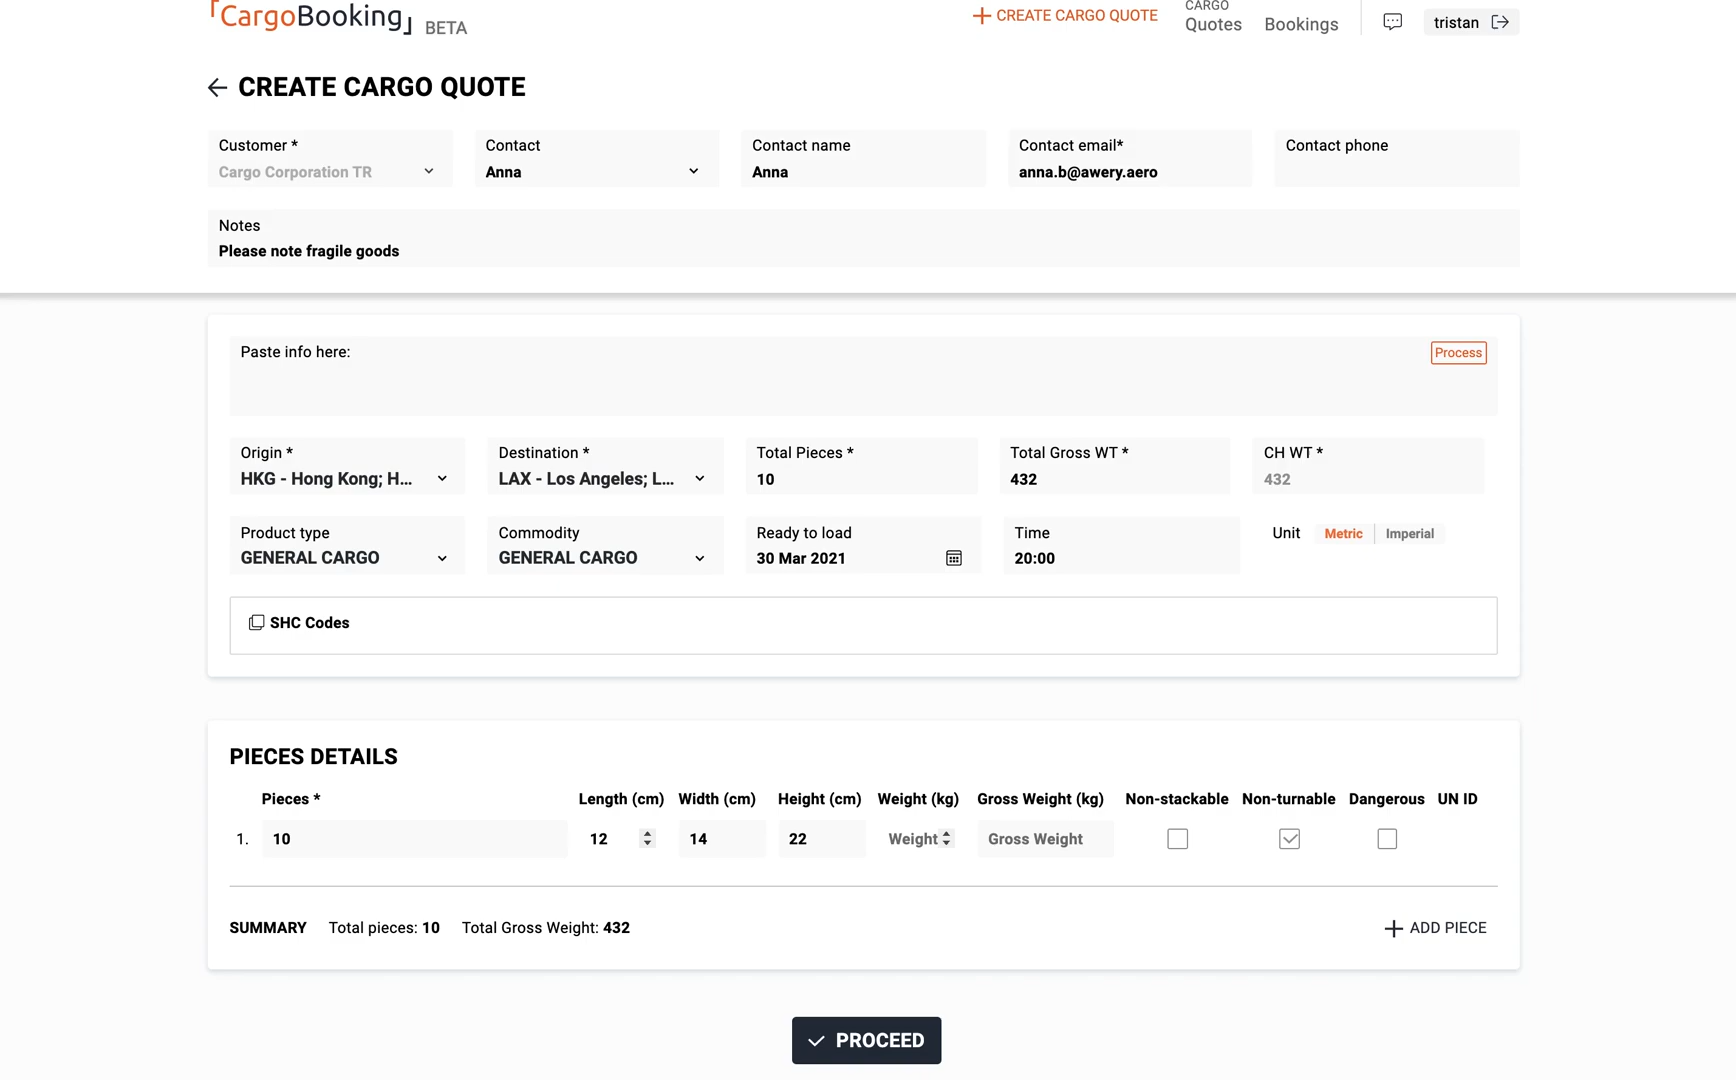 「CargoBooking」 BETA
CREATE CARGO QUOTE
CARGO
Quotes
Bookings
tristan
CREATE CARGO QUOTE
Customer *
Cargo Corporation TR
Contact
Anna
Contact name
Anna
Contact email*
anna.b@awery.aero
Contact phone
Notes
Please note fragile goods
Paste info here:
Process
Origin *
HKG - Hong Kong; H...
Destination *
LAX - Los Angeles; L...
Total Pieces *
10
Total Gross WT *
432
CH WT *
432
Product type
GENERAL CARGO
Commodity
GENERAL CARGO
Ready to load
30 Mar 2021
Time
20:00
Unit Metric Imperial
SHC Codes
PIECES DETAILS
Pieces * Length (cm) Width (cm) Height (cm) Weight (kg) Gross Weight (kg) Non-stackable Non-turnable Dangerous UN ID
1. 10 12 14 22 Weight Gross Weight
SUMMARY Total pieces: 10 Total Gross Weight: 432
ADD PIECE
PROCEED